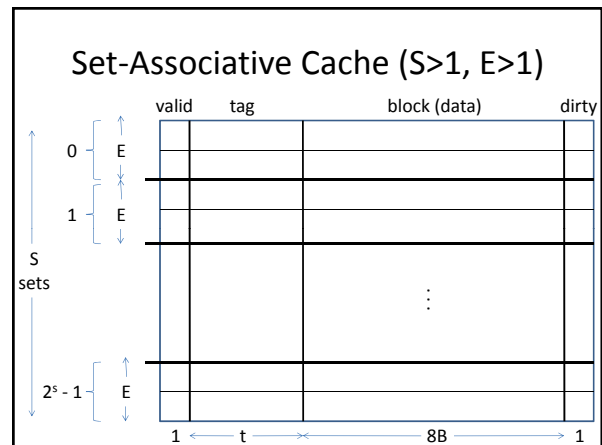 Set-Associative Cache (S>1, E>1)
valid tag block (data) dirty
0 E
1 E
S
sets
⋮
2ˢ - 1 E
1 t 8B 1